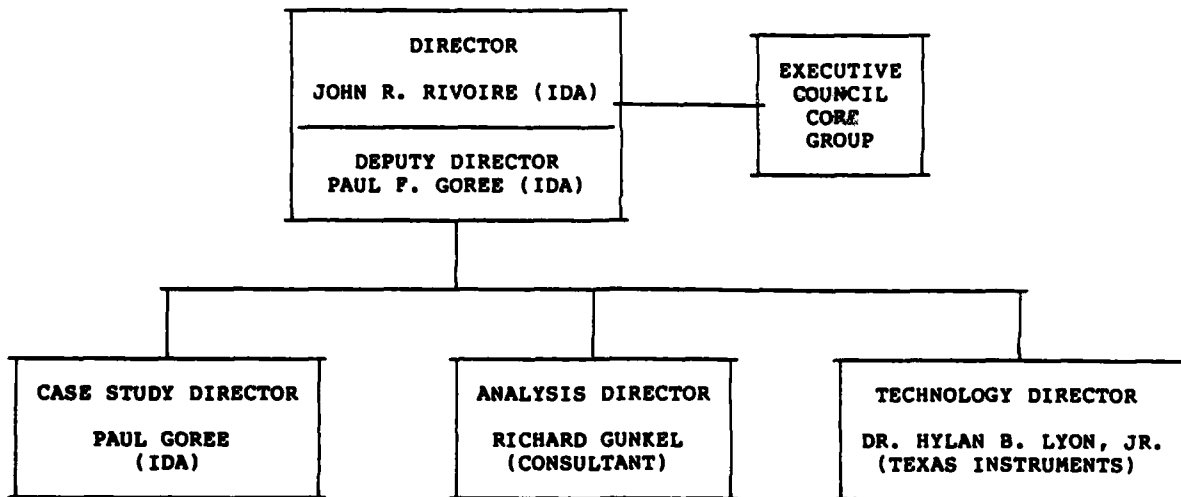 DIRECTOR
JOHN R. RIVOIRE (IDA)
DEPUTY DIRECTOR
PAUL F. GOREE (IDA)
EXECUTIVE
COUNCIL
CORE
GROUP
CASE STUDY DIRECTOR
PAUL GOREE
(IDA)
ANALYSIS DIRECTOR
RICHARD GUNKEL
(CONSULTANT)
TECHNOLOGY DIRECTOR
DR. HYLAN B. LYON, JR.
(TEXAS INSTRUMENTS)